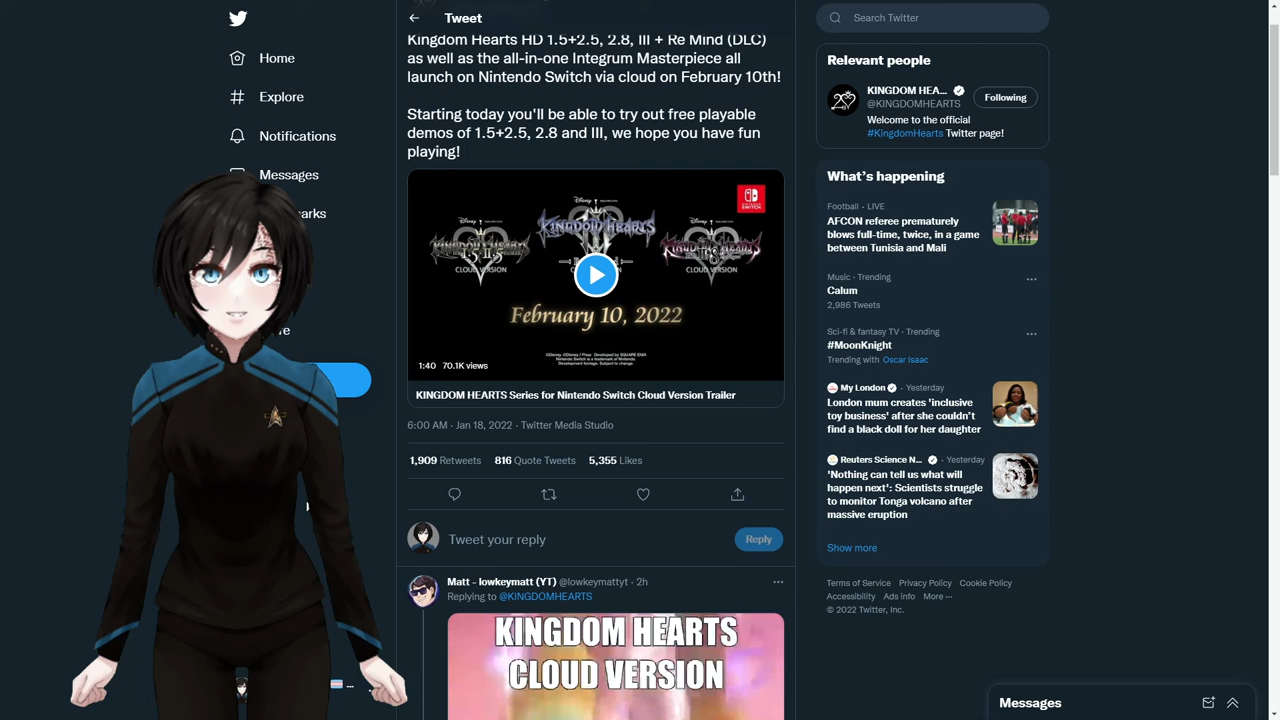 Home
Explore
Notifications
Messages
Tweet
Kingdom Hearts HD 1.5+2.5, 2.8, III + Re Mind (DLC)
as well as the all-in-one Integrum Masterpiece all
launch on Nintendo Switch via cloud on February 10th!
Starting today you'll be able to try out free playable
demos of 1.5+2.5, 2.8 and III, we hope you have fun
playing!
CLOUD VERSION
KINGDOM HEARTS
CLOUD VERSION
February 10, 2022
1:40 70.1K views
KINGDOM HEARTS Series for Nintendo Switch Cloud Version Trailer
6:00 AM · Jan 18, 2022 · Twitter Media Studio
1,909 Retweets 816 Quote Tweets 5,355 Likes
Tweet your reply
Reply
Matt - lowkeymatt (YT) @lowkeymattyt · 2h
Replying to @KINGDOMHEARTS
KINGDOM HEARTS
CLOUD VERSION
Search Twitter
Relevant people
KINGDOM HEA...
@KINGDOMHEARTS
Following
Welcome to the official
#KingdomHearts Twitter page!
What's happening
Football · LIVE
AFCON referee prematurely
blows full-time, twice, in a game
between Tunisia and Mali
Music · Trending
Calum
2,986 Tweets
Sci-fi & fantasy TV · Trending
#MoonKnight
Trending with Oscar Isaac
My London · Yesterday
London mum creates 'inclusive
toy business' after she couldn't
find a black doll for her daughter
Reuters Science N... · Yesterday
'Nothing can tell us what will
happen next': Scientists struggle
to monitor Tonga volcano after
massive eruption
Show more
Terms of Service Privacy Policy Cookie Policy
Accessibility Ads info More ···
© 2022 Twitter, Inc.
Messages